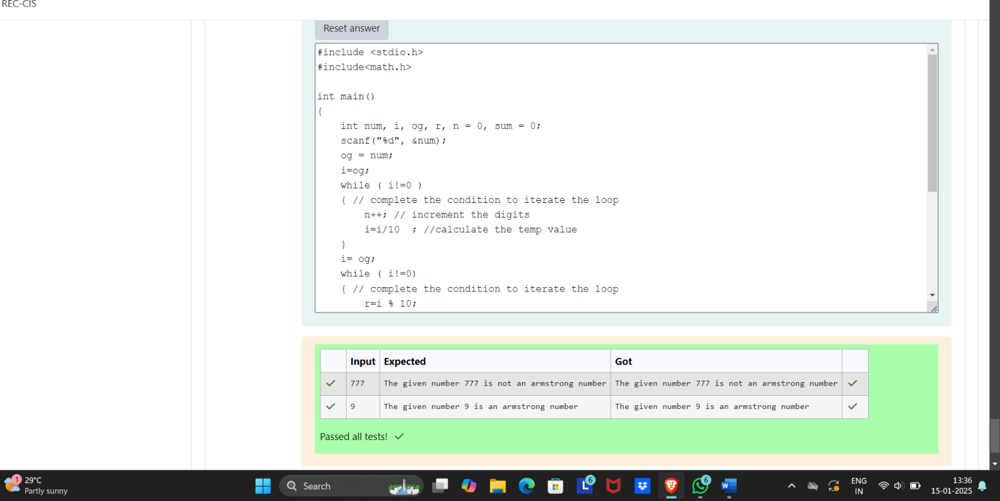 REC-CIS
Reset answer
#include <stdio.h>
#include<math.h>
int main()
{
    int num, i, og, r, n = 0, sum = 0;
    scanf("%d", &num);
    og = num;
    i=og;
    while ( i!=0 )
    { // complete the condition to iterate the loop
        n++; // increment the digits
        i=i/10  ; //calculate the temp value
    }
    i= og;
    while ( i!=0)
    { // complete the condition to iterate the loop
        r=i % 10;
Input Expected Got
777 The given number 777 is not an armstrong number The given number 777 is not an armstrong number
9 The given number 9 is an armstrong number The given number 9 is an armstrong number
Passed all tests!
1 29°C
Partly sunny
Search
L 6
6
W
ENG
IN
13:36
15-01-2025